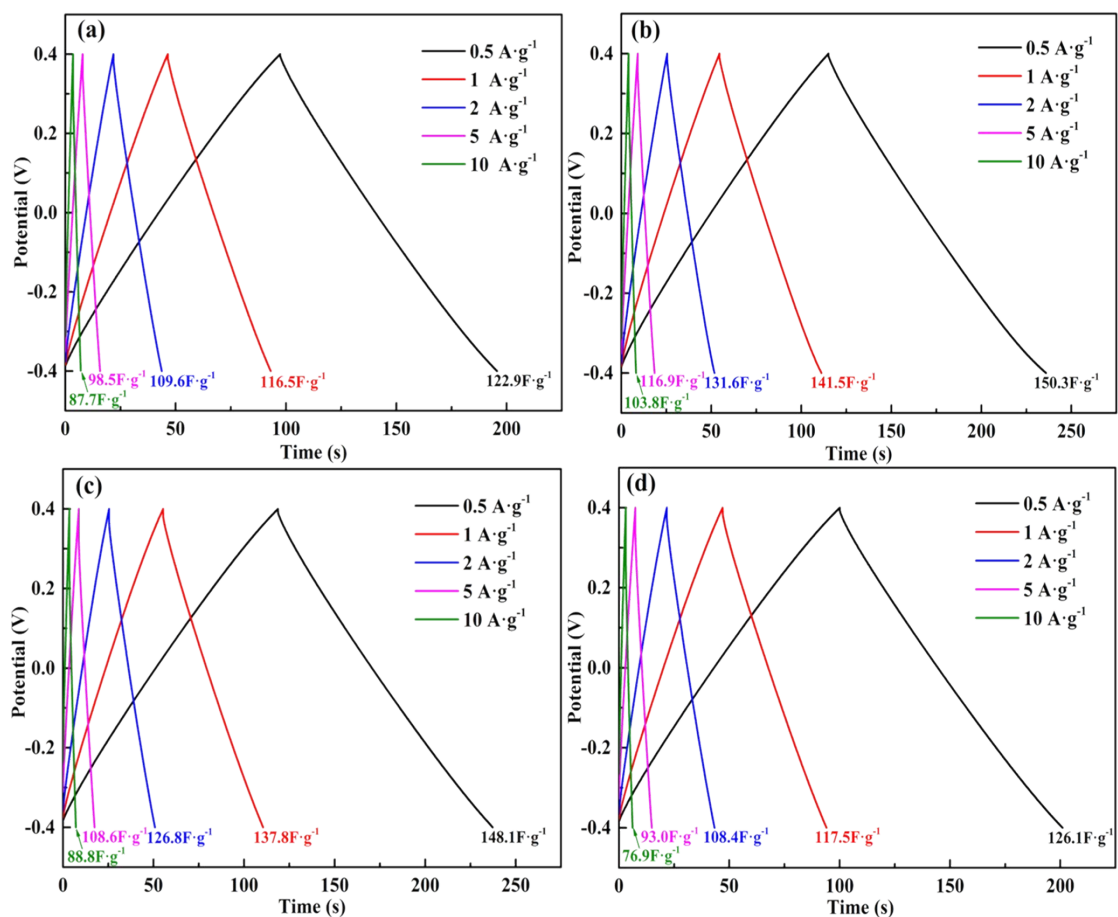 (a)
0.5 A·g⁻¹
1 A·g⁻¹
2 A·g⁻¹
5 A·g⁻¹
10 A·g⁻¹
Potential (V)
0.4
0.2
0.0
-0.2
-0.4
98.5F·g⁻¹ 109.6F·g⁻¹ 116.5F·g⁻¹ 122.9F·g⁻¹
87.7F·g⁻¹
0 50 100 150 200
Time (s)
(b)
0.5 A·g⁻¹
1 A·g⁻¹
2 A·g⁻¹
5 A·g⁻¹
10 A·g⁻¹
Potential (V)
0.4
0.2
0.0
-0.2
-0.4
116.9F·g⁻¹ 131.6F·g⁻¹ 141.5F·g⁻¹ 150.3F·g⁻¹
103.8F·g⁻¹
0 50 100 150 200 250
Time (s)
(c)
0.5 A·g⁻¹
1 A·g⁻¹
2 A·g⁻¹
5 A·g⁻¹
10 A·g⁻¹
Potential (V)
0.4
0.2
0.0
-0.2
-0.4
108.6F·g⁻¹ 126.8F·g⁻¹ 137.8F·g⁻¹ 148.1F·g⁻¹
88.8F·g⁻¹
0 50 100 150 200 250
Time (s)
(d)
0.5 A·g⁻¹
1 A·g⁻¹
2 A·g⁻¹
5 A·g⁻¹
10 A·g⁻¹
Potential (V)
0.4
0.2
0.0
-0.2
-0.4
93.0F·g⁻¹ 108.4F·g⁻¹ 117.5F·g⁻¹ 126.1F·g⁻¹
76.9F·g⁻¹
0 50 100 150 200
Time (s)